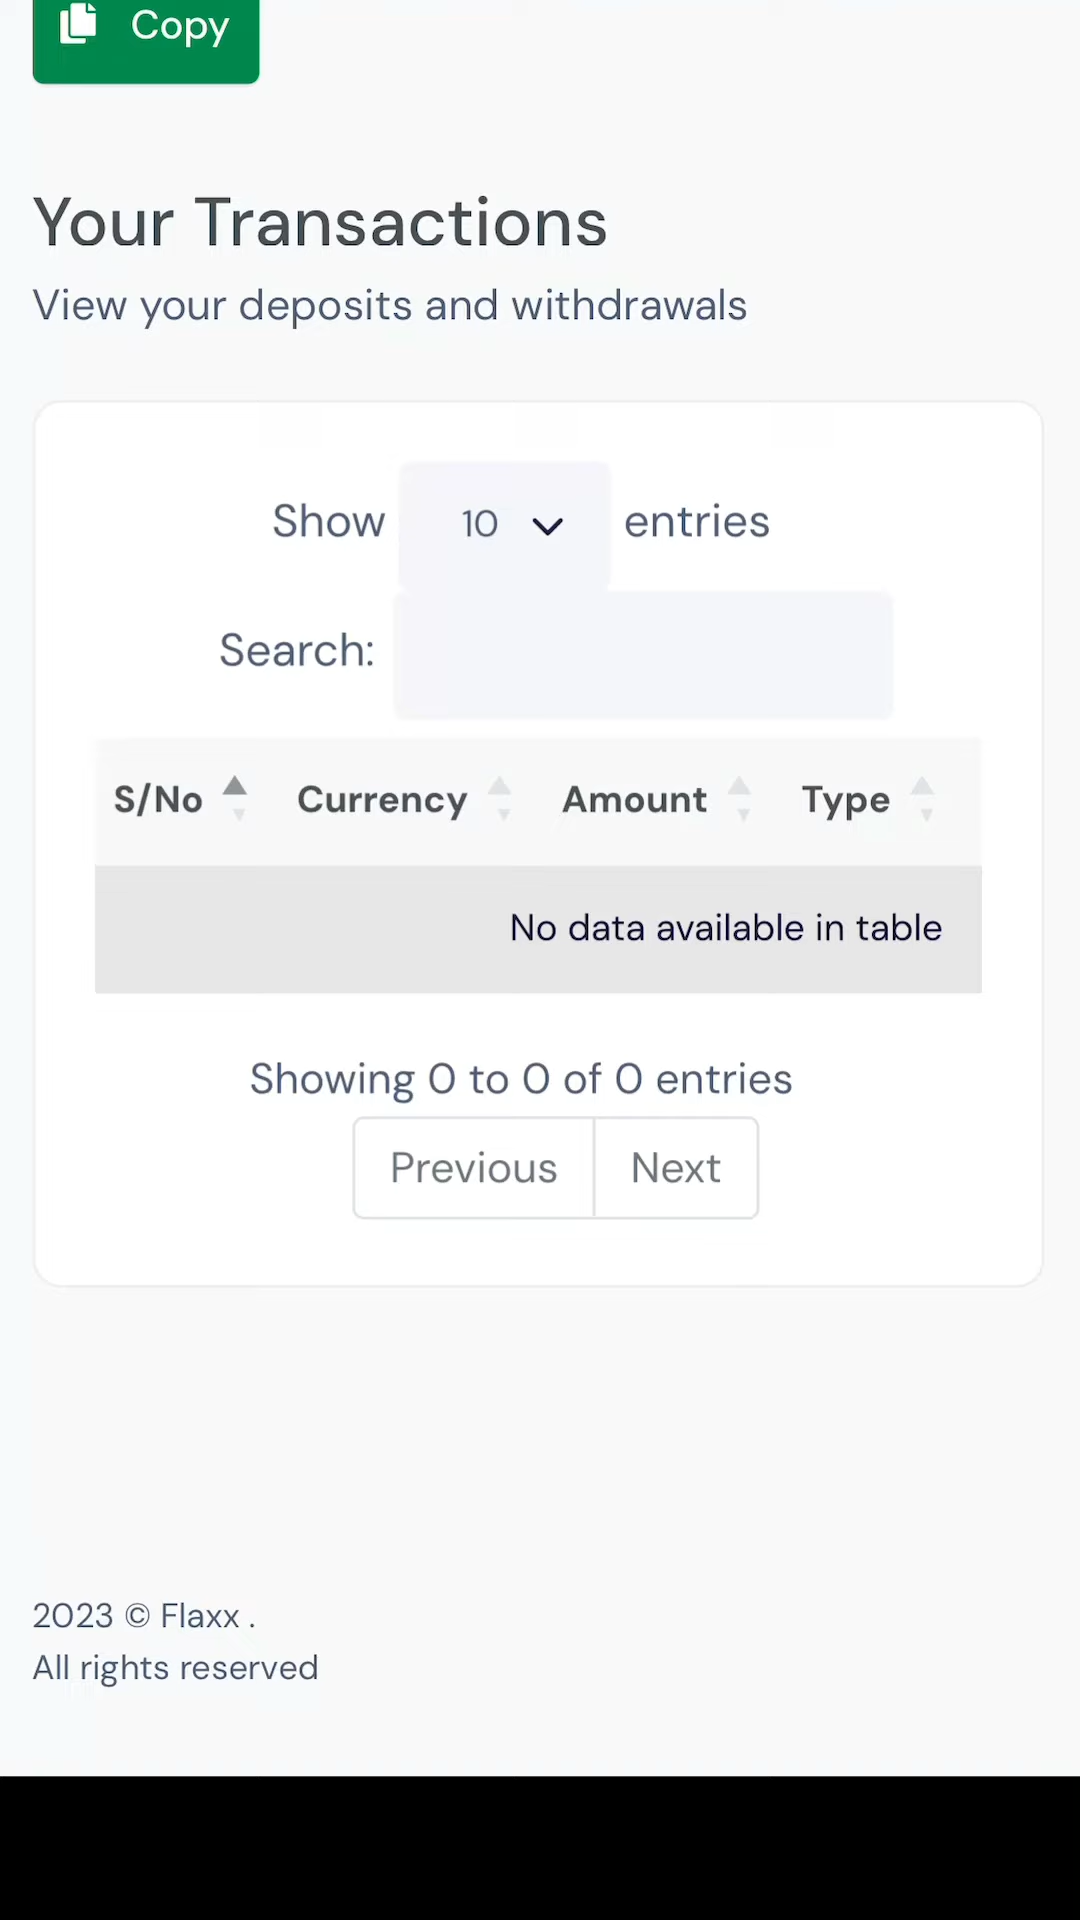 Copy
Your Transactions
View your deposits and withdrawals
Show 10 entries
Search:
S/No Currency Amount Type
No data available in table
Showing 0 to 0 of 0 entries
Previous Next
2023 © Flaxx .
All rights reserved